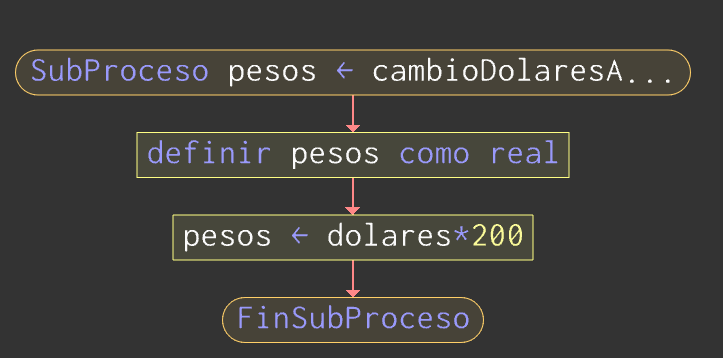 SubProceso pesos ← cambioDolaresA...
definir pesos como real
pesos ← dolares*200
FinSubProceso